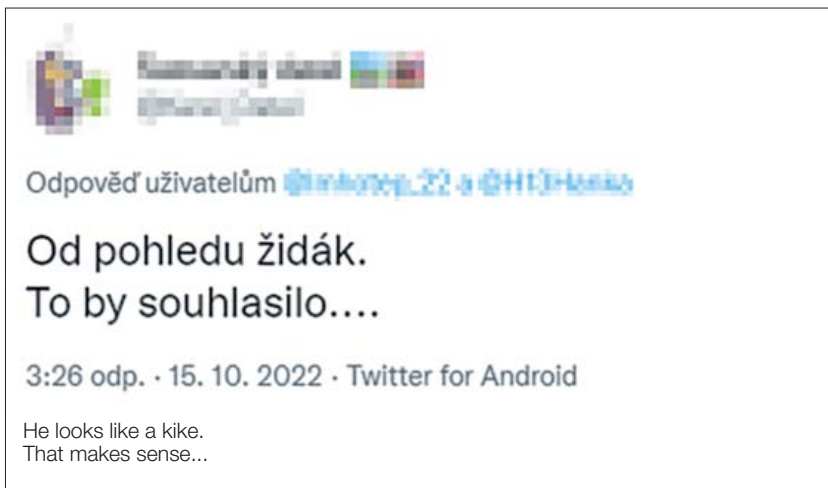 Odpověď uživatelům
Od pohledu židák.
To by souhlasilo....
3:26 odp. · 15. 10. 2022 · Twitter for Android
He looks like a kike.
That makes sense...